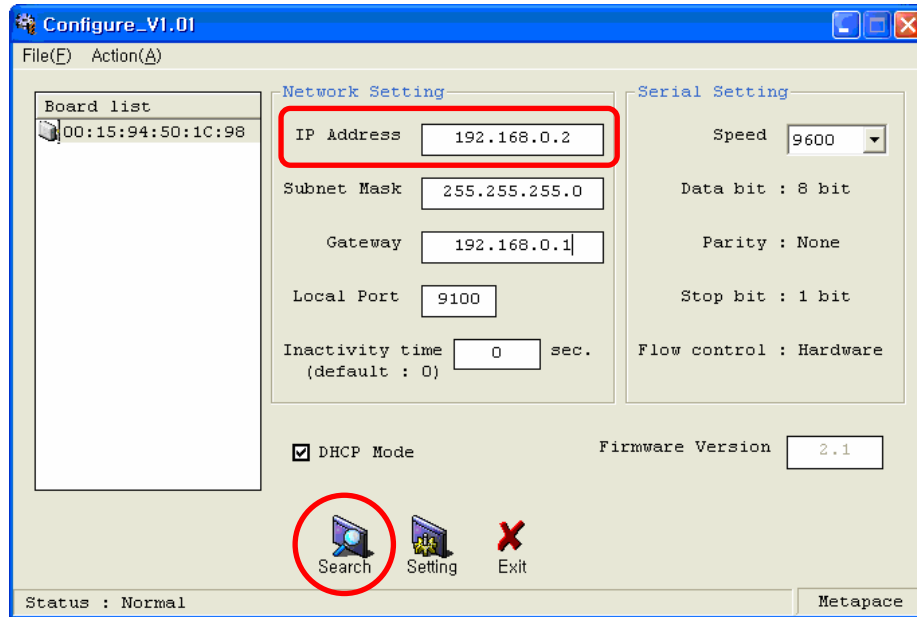 Configure_V1.01
File(F) Action(A)
Board list
00:15:94:50:1C:98
Network Setting
IP Address 192.168.0.2
Subnet Mask 255.255.255.0
Gateway 192.168.0.1
Local Port 9100
Inactivity time 0 sec.
(default : 0)
Serial Setting
Speed 9600
Data bit : 8 bit
Parity : None
Stop bit : 1 bit
Flow control : Hardware
DHCP Mode
Firmware Version 2.1
Search Setting Exit
Status : Normal Metapace